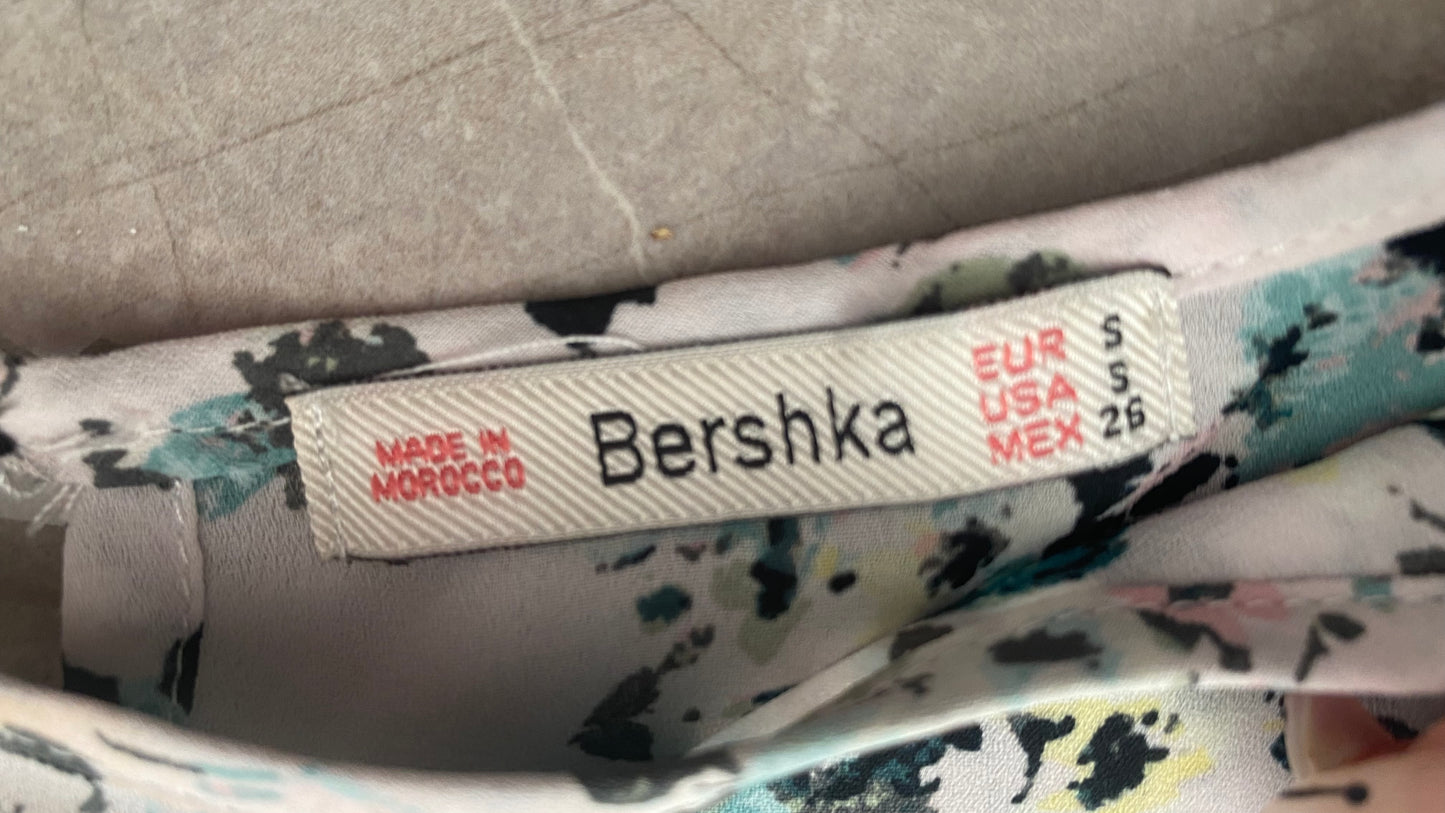 MADE IN
MOROCCO
Bershka
EUR S
USA S
MEX 26